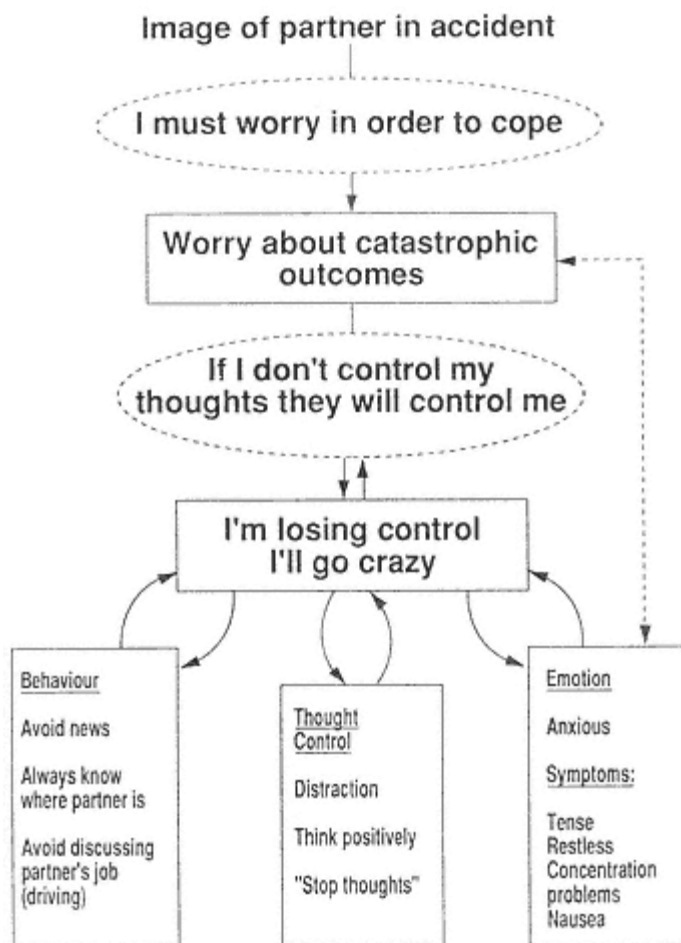 Image of partner in accident
I must worry in order to cope
Worry about catastrophic
outcomes
If I don't control my
thoughts they will control me
I'm losing control
I'll go crazy
Behaviour
Avoid news
Always know
where partner is
Avoid discussing
partner's job
(driving)
Thought
Control
Distraction
Think positively
"Stop thoughts"
Emotion
Anxious
Symptoms:
Tense
Restless
Concentration
problems
Nausea